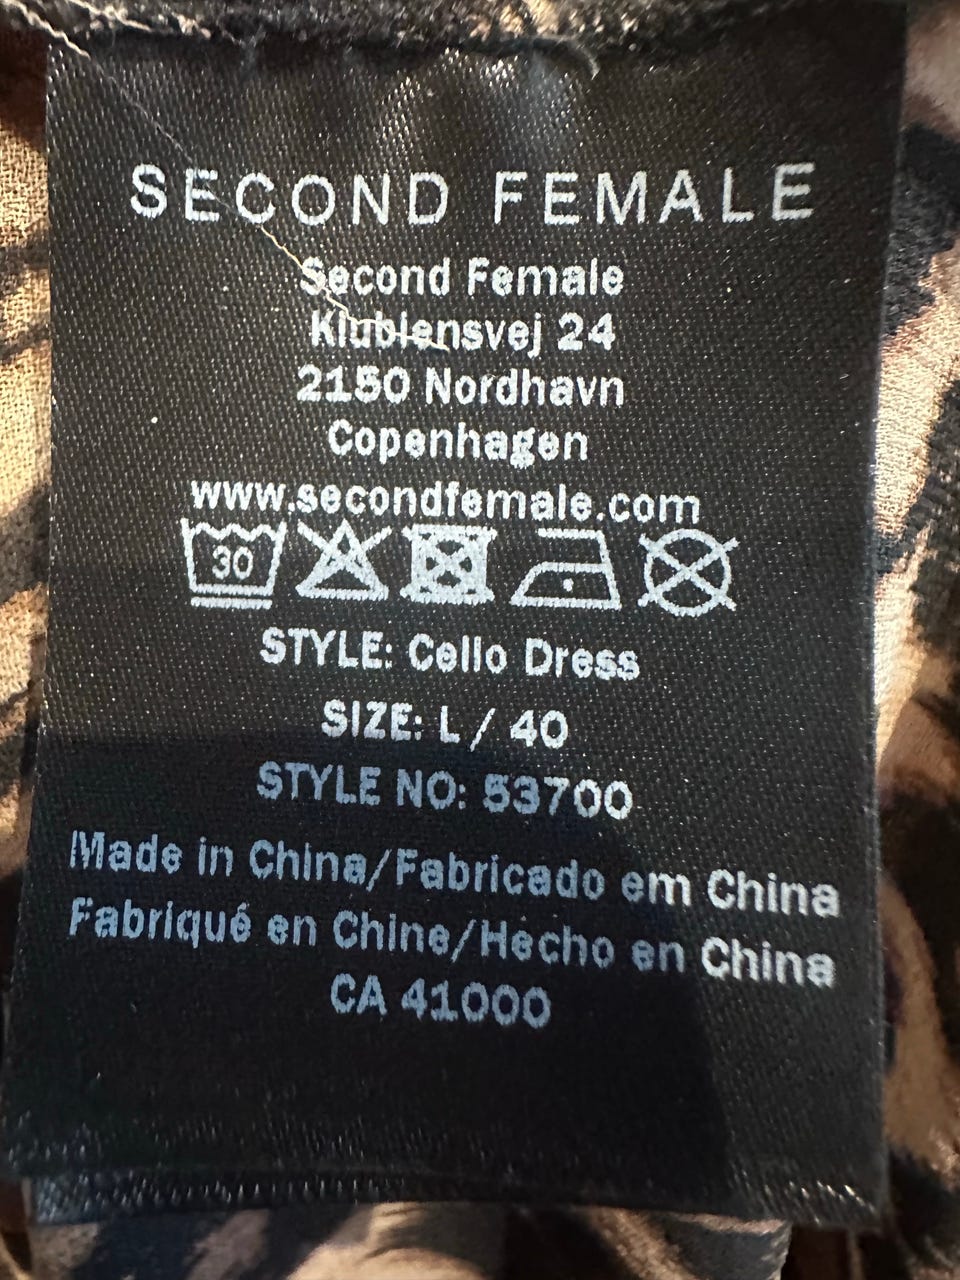 SECOND FEMALE
Second Female
Klubiensvej 24
2150 Nordhavn
Copenhagen
www.secondfemale.com
30
STYLE: Cello Dress
SIZE: L / 40
STYLE NO: 53700
Made in China/Fabricado em China
Fabriqué en Chine/Hecho en China
CA 41000